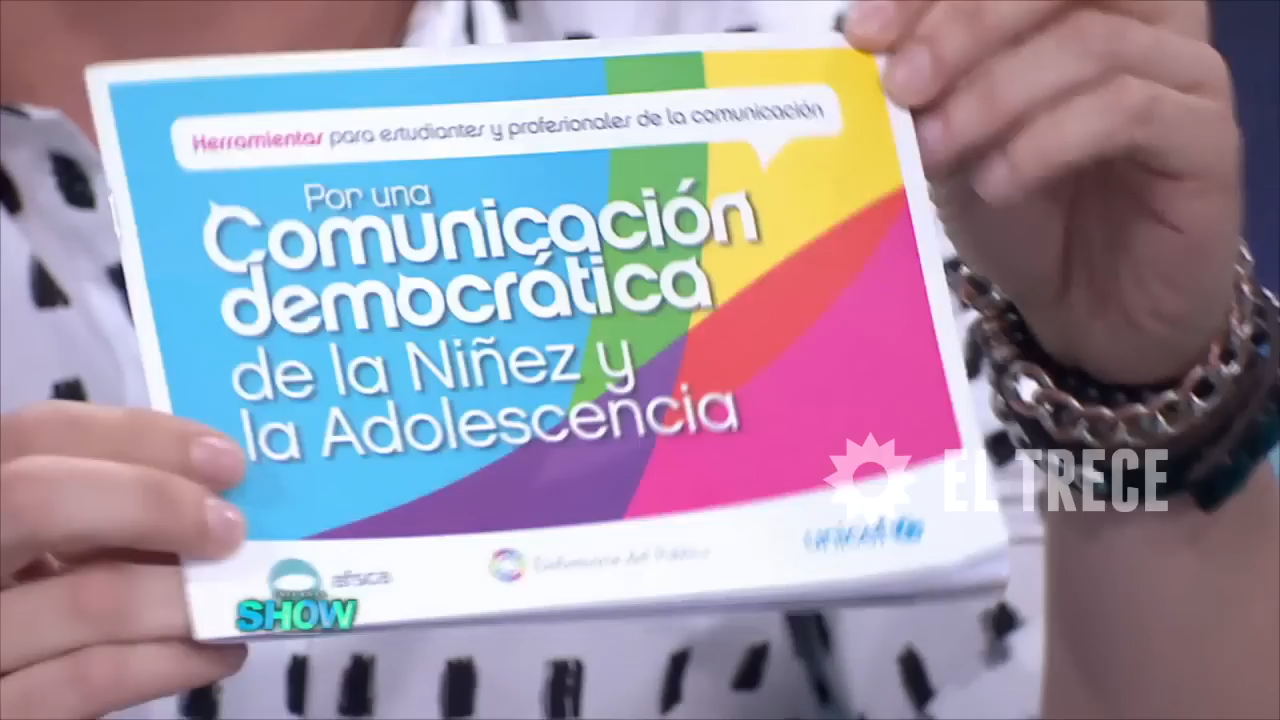 Herramientas para estudiantes y profesionales de la comunicación
Por una
Comunicación
democrática
de la Niñez y
la Adolescencia
EL TRECE
unicef
afsca
SHOW